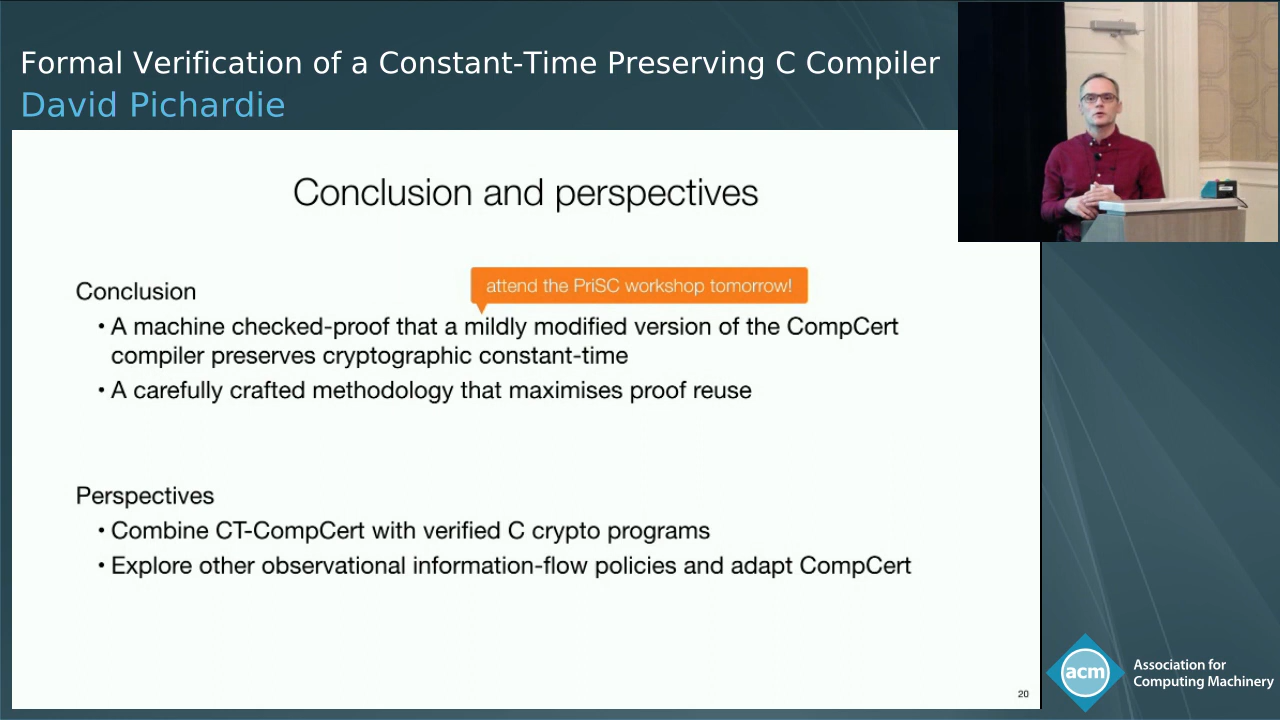 Formal Verification of a Constant-Time Preserving C Compiler
David Pichardie
Conclusion and perspectives
Conclusion
attend the PriSC workshop tomorrow!
• A machine checked-proof that a mildly modified version of the CompCert
compiler preserves cryptographic constant-time
• A carefully crafted methodology that maximises proof reuse
Perspectives
• Combine CT-CompCert with verified C crypto programs
• Explore other observational information-flow policies and adapt CompCert
20
acm
Association for
Computing Machinery